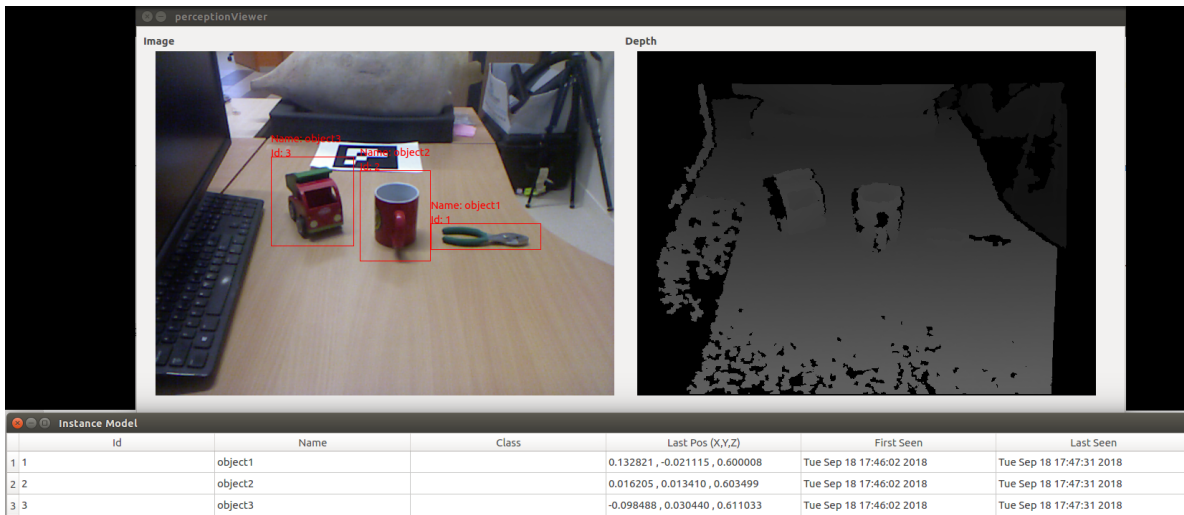 perceptionViewer
Image
Depth
Name: object3
Id: 3
Name: object2
Id: 2
Name: object1
Id: 1
Instance Model
Id Name Class Last Pos (X,Y,Z) First Seen Last Seen
1 1 object1 0.132821 , -0.021115 , 0.600008 Tue Sep 18 17:46:02 2018 Tue Sep 18 17:47:31 2018
2 2 object2 0.016205 , 0.013410 , 0.603499 Tue Sep 18 17:46:02 2018 Tue Sep 18 17:47:31 2018
3 3 object3 -0.098488 , 0.030440 , 0.611033 Tue Sep 18 17:46:02 2018 Tue Sep 18 17:47:31 2018